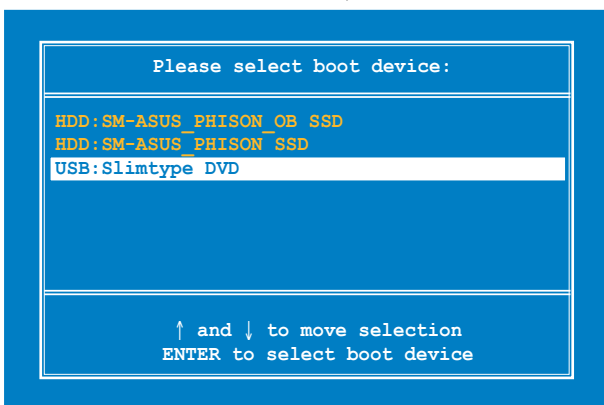 Please select boot device:
HDD:SM-ASUS_PHISON_OB SSD
HDD:SM-ASUS_PHISON SSD
USB:Slimtype DVD
↑ and ↓ to move selection
ENTER to select boot device